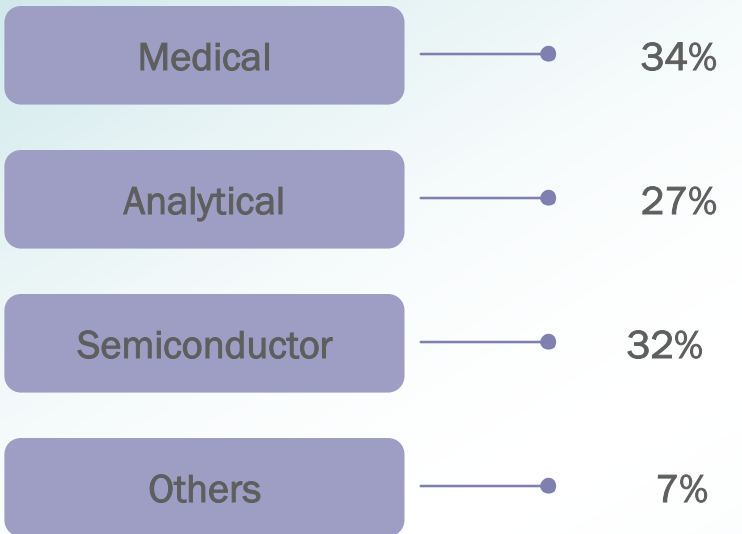 Medical 34%
Analytical 27%
Semiconductor 32%
Others 7%